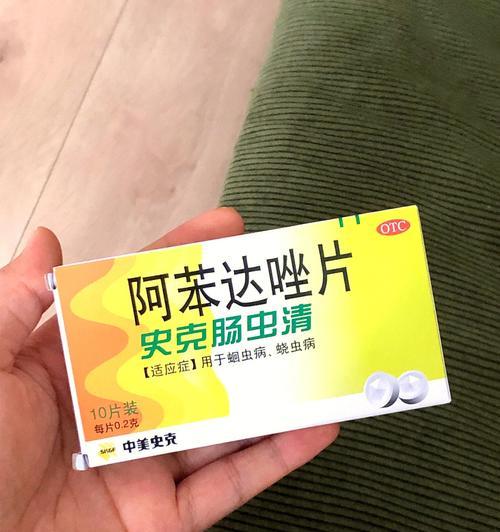 OTC
阿苯达唑片
史克肠虫清
【适应症】用于蛔虫病、蛲虫病
10片装
每片0.2克
中美史克